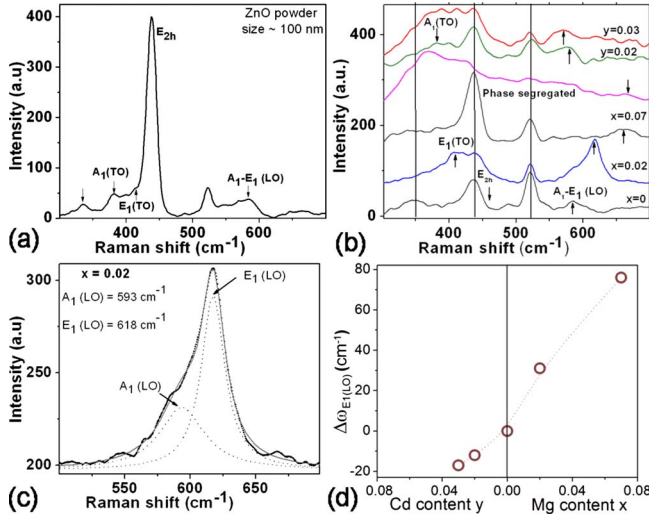 ZnO powder
size ~ 100 nm
E2h
400
300
200
100
50
0
A1(TO)
E1(TO)
A1-E1 (LO)
Intensity (a.u)
400 500 600
Raman shift (cm-1)
(a)
A1(TO)
y=0.03
y=0.02
Phase segregated
x=0.07
E1(TO)
x=0.02
E2h
A1-E1 (LO)
x=0
400
200
0
Intensity (a.u.)
400 500 600
Raman shift (cm-1)
(b)
x = 0.02
A1 (LO) = 593 cm-1
E1 (LO) = 618 cm-1
E1 (LO)
A1 (LO)
300
250
200
Intensity (a.u)
550 600 650
Raman shift (cm-1)
(c)
80
60
40
20
0
-20
ΔωE1(LO) (cm-1)
0.08 0.04 0.00 0.04 0.08
Cd content y Mg content x
(d)